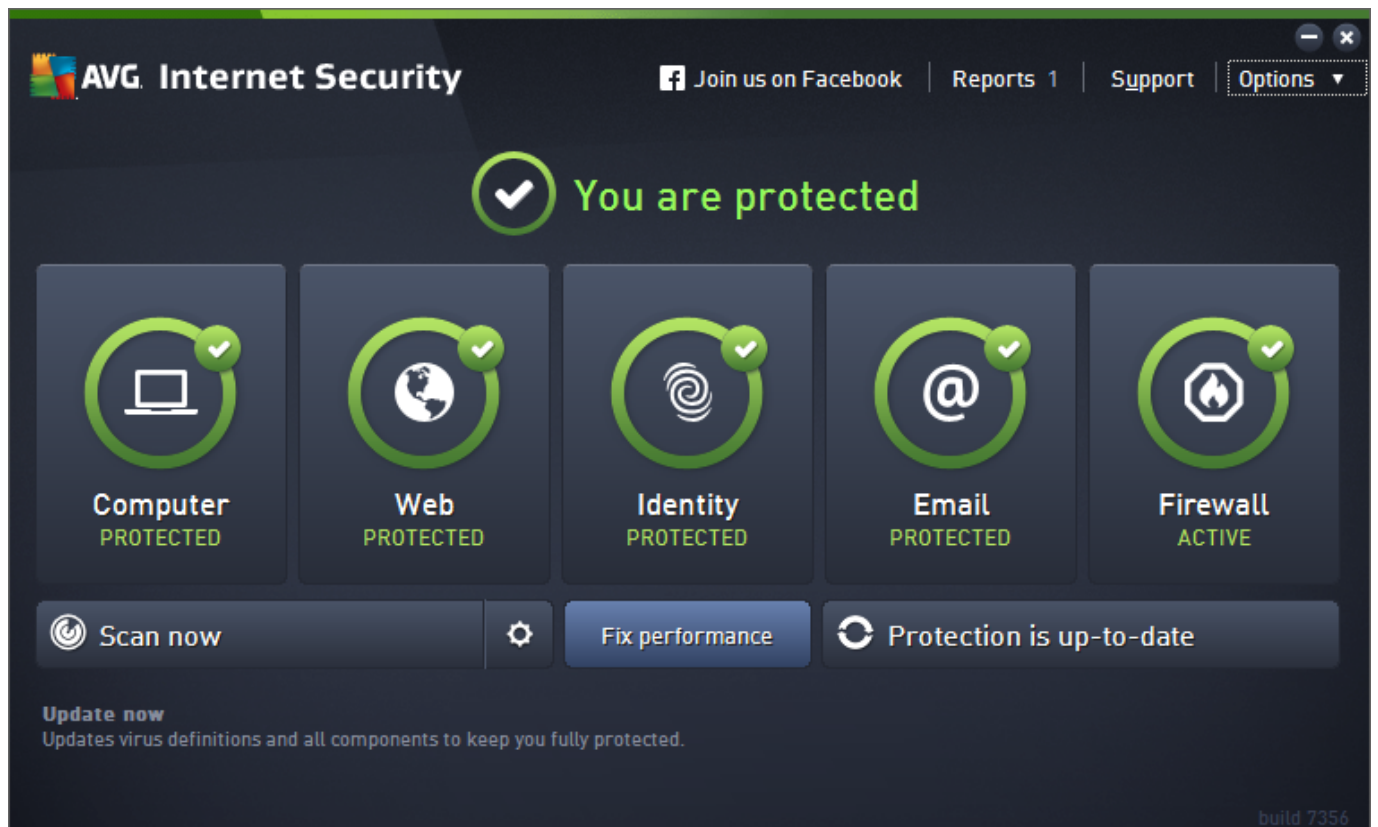 AVG. Internet Security
Join us on Facebook
Reports 1
Support
Options
You are protected
Computer
PROTECTED
Web
PROTECTED
Identity
PROTECTED
@
Email
PROTECTED
Firewall
ACTIVE
Scan now
Fix performance
Protection is up-to-date
Update now
Updates virus definitions and all components to keep you fully protected.
build 7356